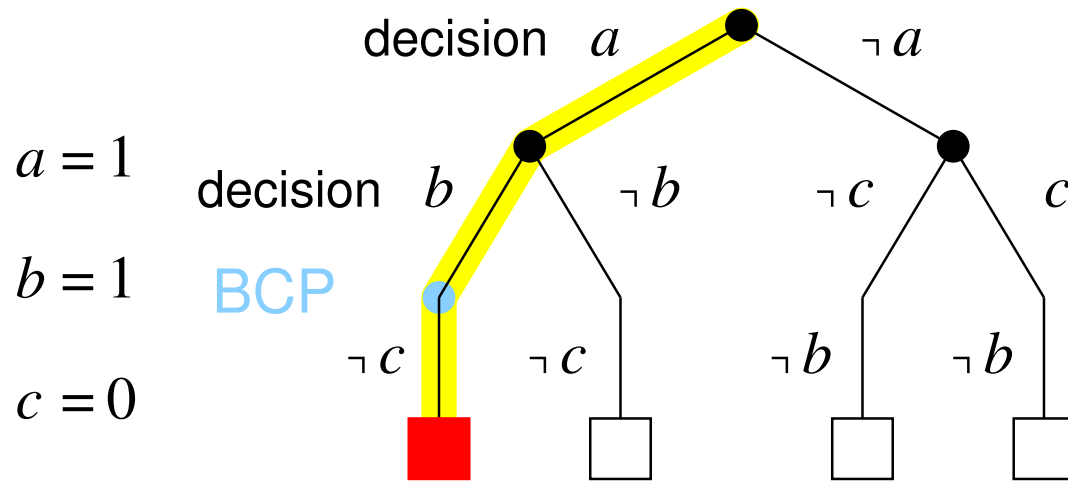 decision a ¬ a
a = 1
decision b ¬ b ¬ c c
b = 1
BCP
¬ c ¬ c ¬ b ¬ b
c = 0